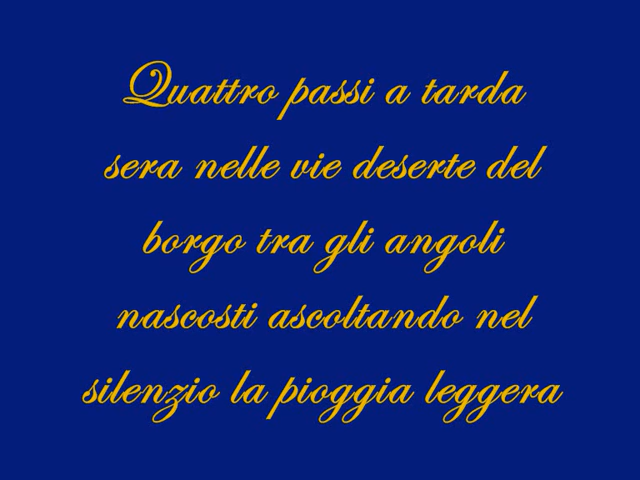 Quattro passi a tarda
sera nelle vie deserte del
borgo tra gli angoli
nascosti ascoltando nel
silenzio la pioggia leggera